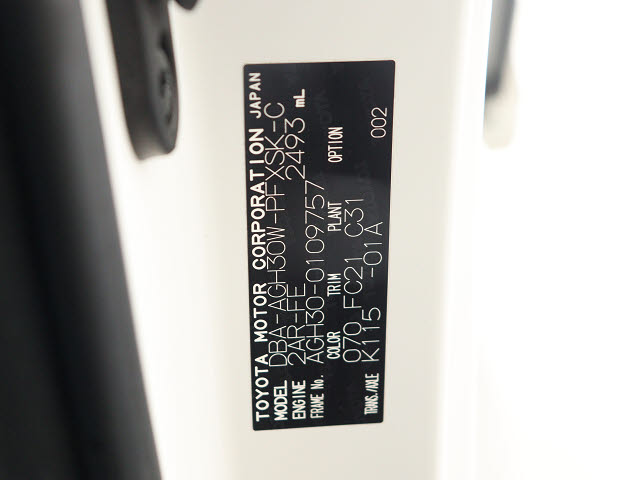 TOYOTA MOTOR CORPORATION JAPAN
MODEL DBA-AGH30W-PFXSK-C
ENGINE 2AR-FE 2493 mL
FRAME No. AGH30-0109757
COLOR TRIM PLANT OPTION
070 FC21 C31 002
TRANS./AXLE K115 -01A